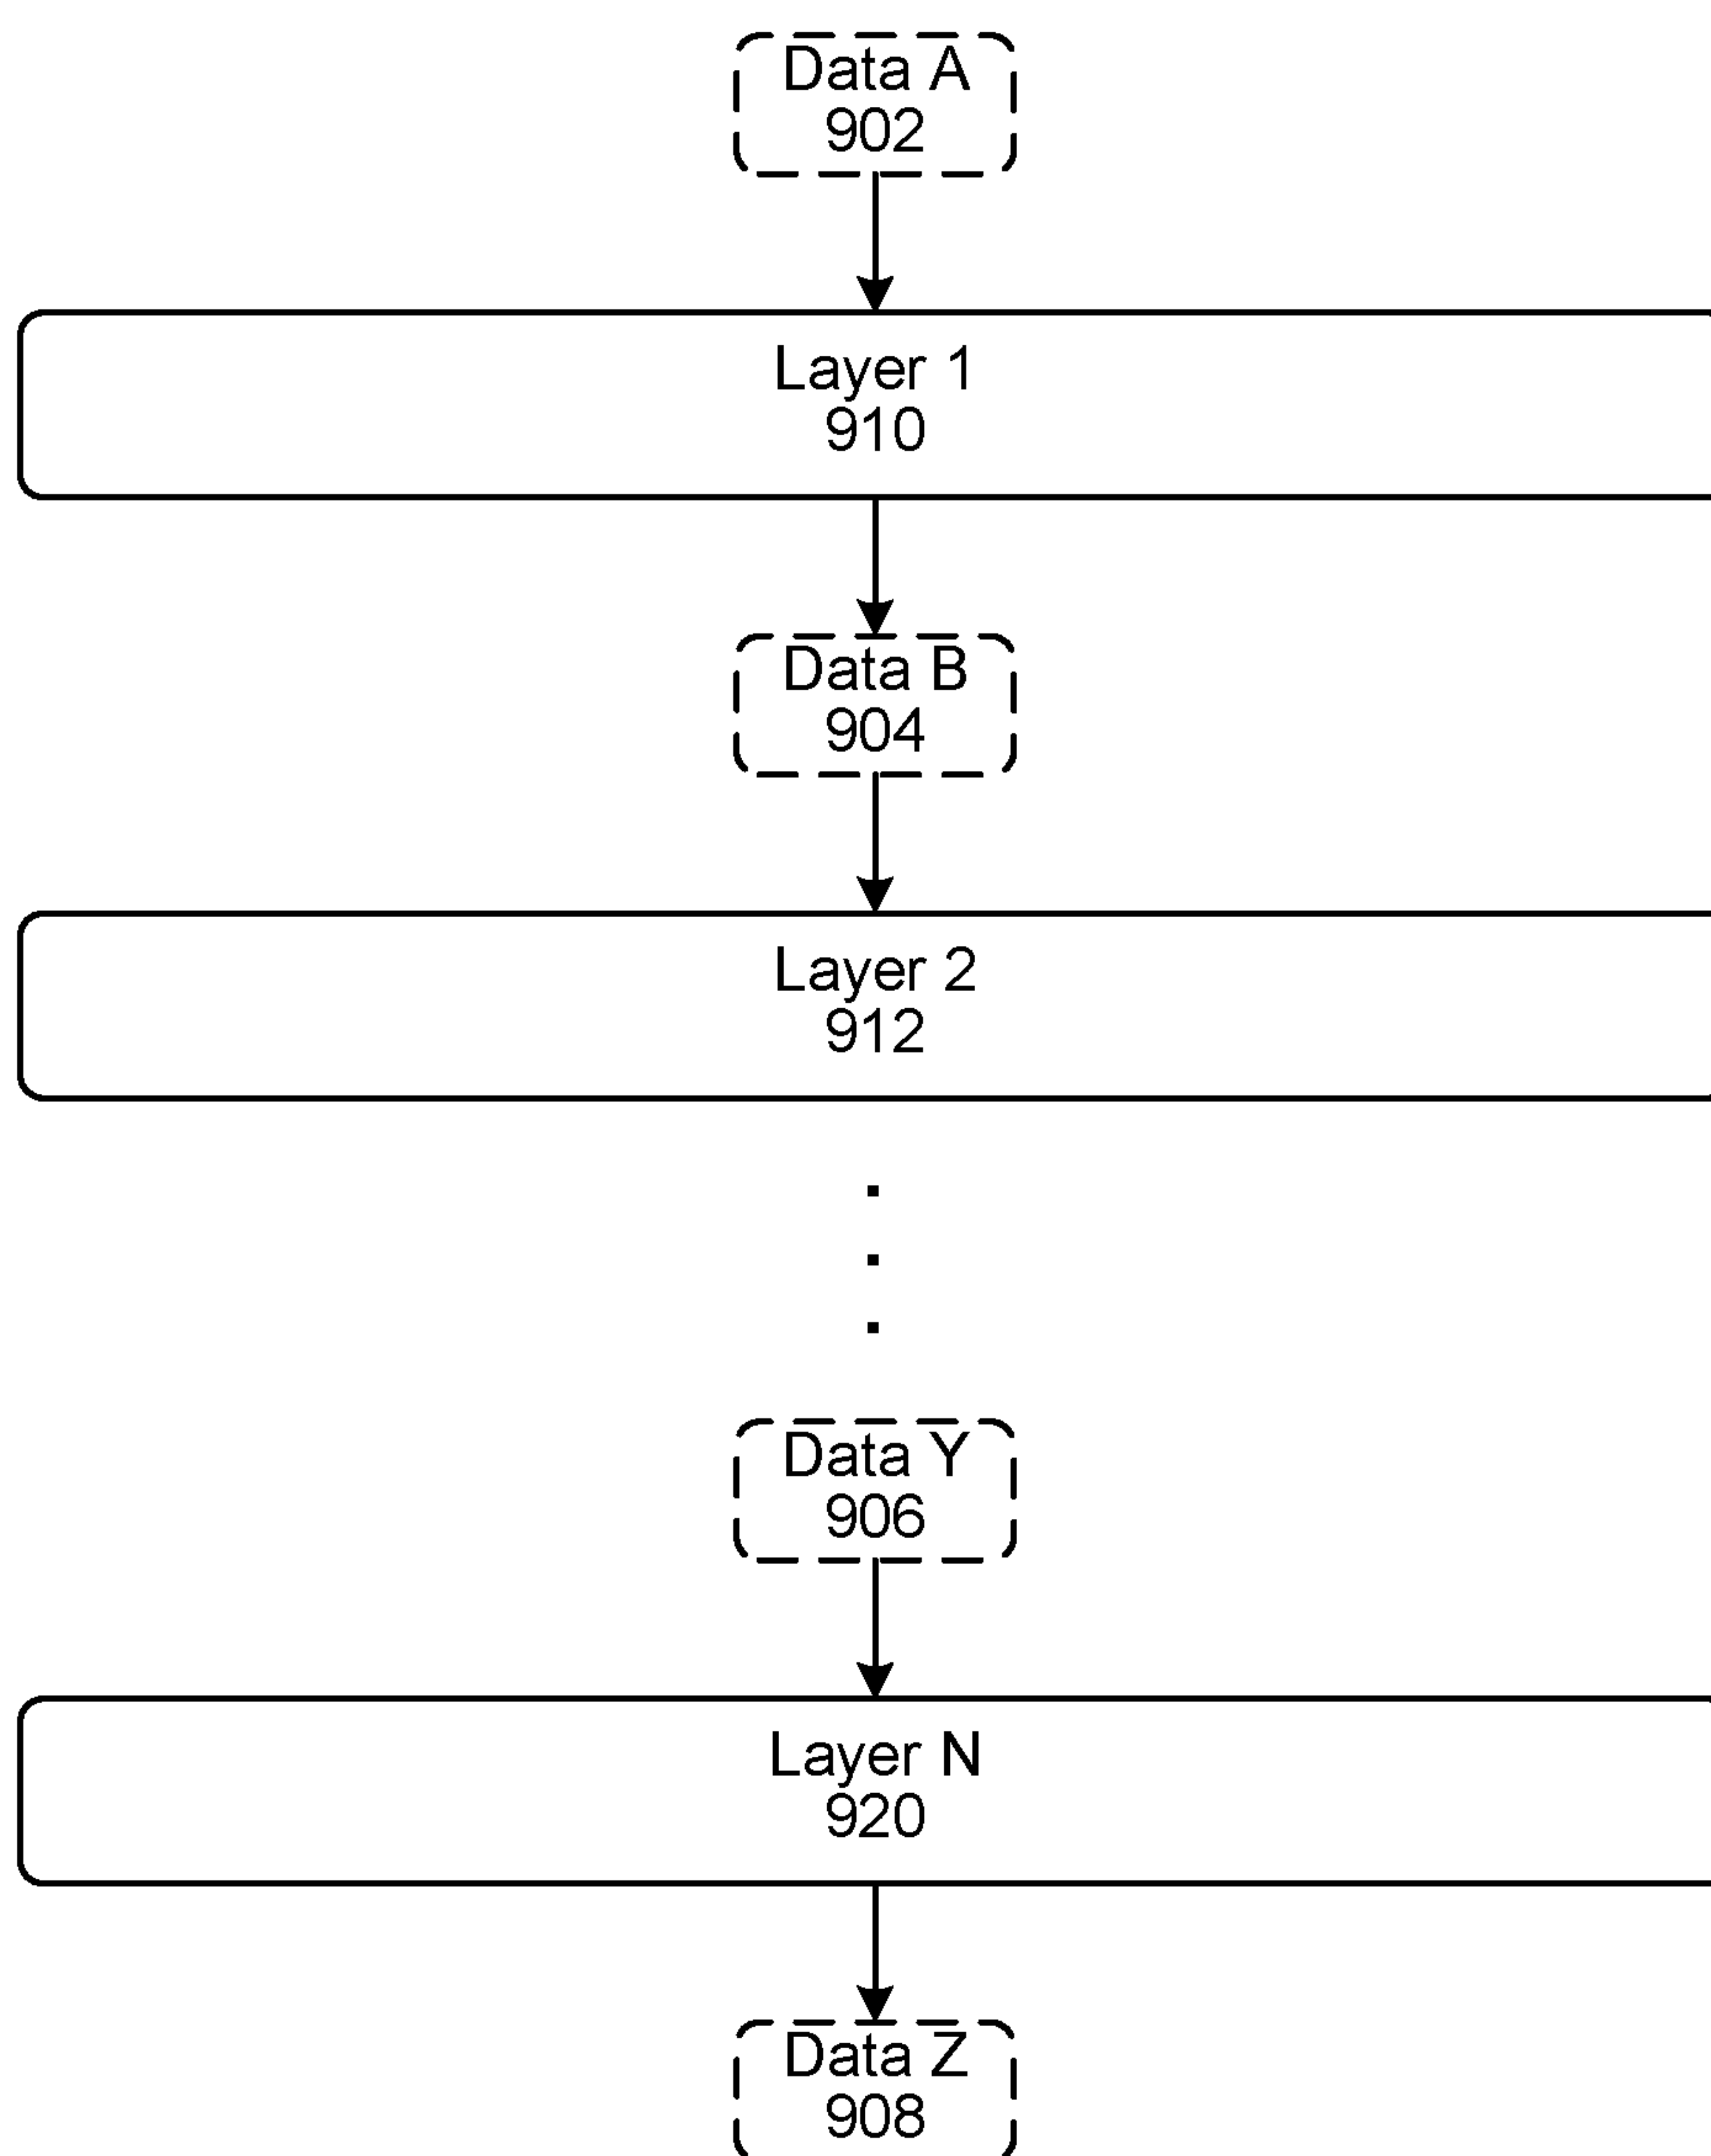 Data A
902
Layer 1
910
Data B
904
Layer 2
912
.
.
.
Data Y
906
Layer N
920
Data Z
908